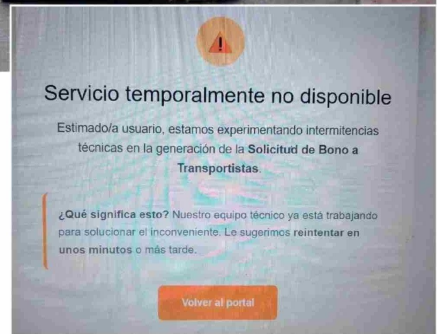 Servicio temporalmente no disponible
Estimado/a usuario, estamos experimentando intermitencias
técnicas en la generación de la Solicitud de Bono a
Transportistas.
¿Qué significa esto? Nuestro equipo técnico ya está trabajando
para solucionar el inconveniente. Le sugerimos reintentar en
unos minutos o más tarde.
Volver al portal